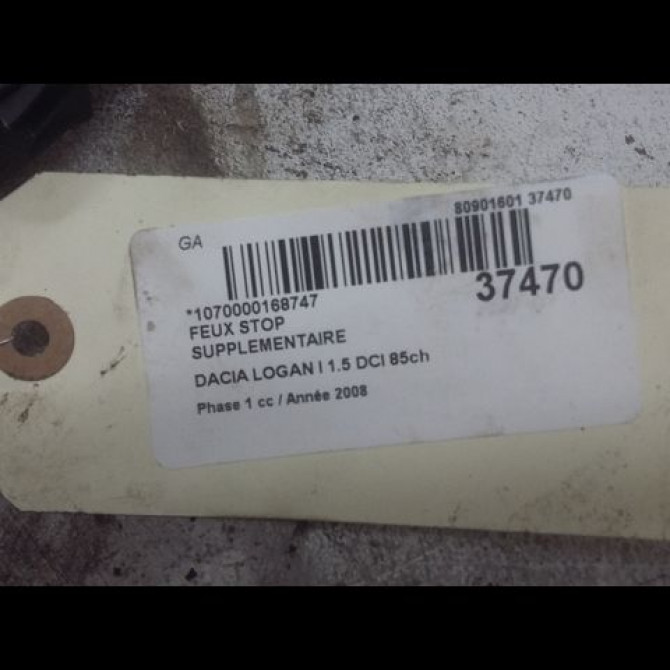 80901601 37470
GA
37470
*1070000168747
FEUX STOP
SUPPLEMENTAIRE
DACIA LOGAN I 1.5 DCI 85ch
Phase 1 cc / Année 2008